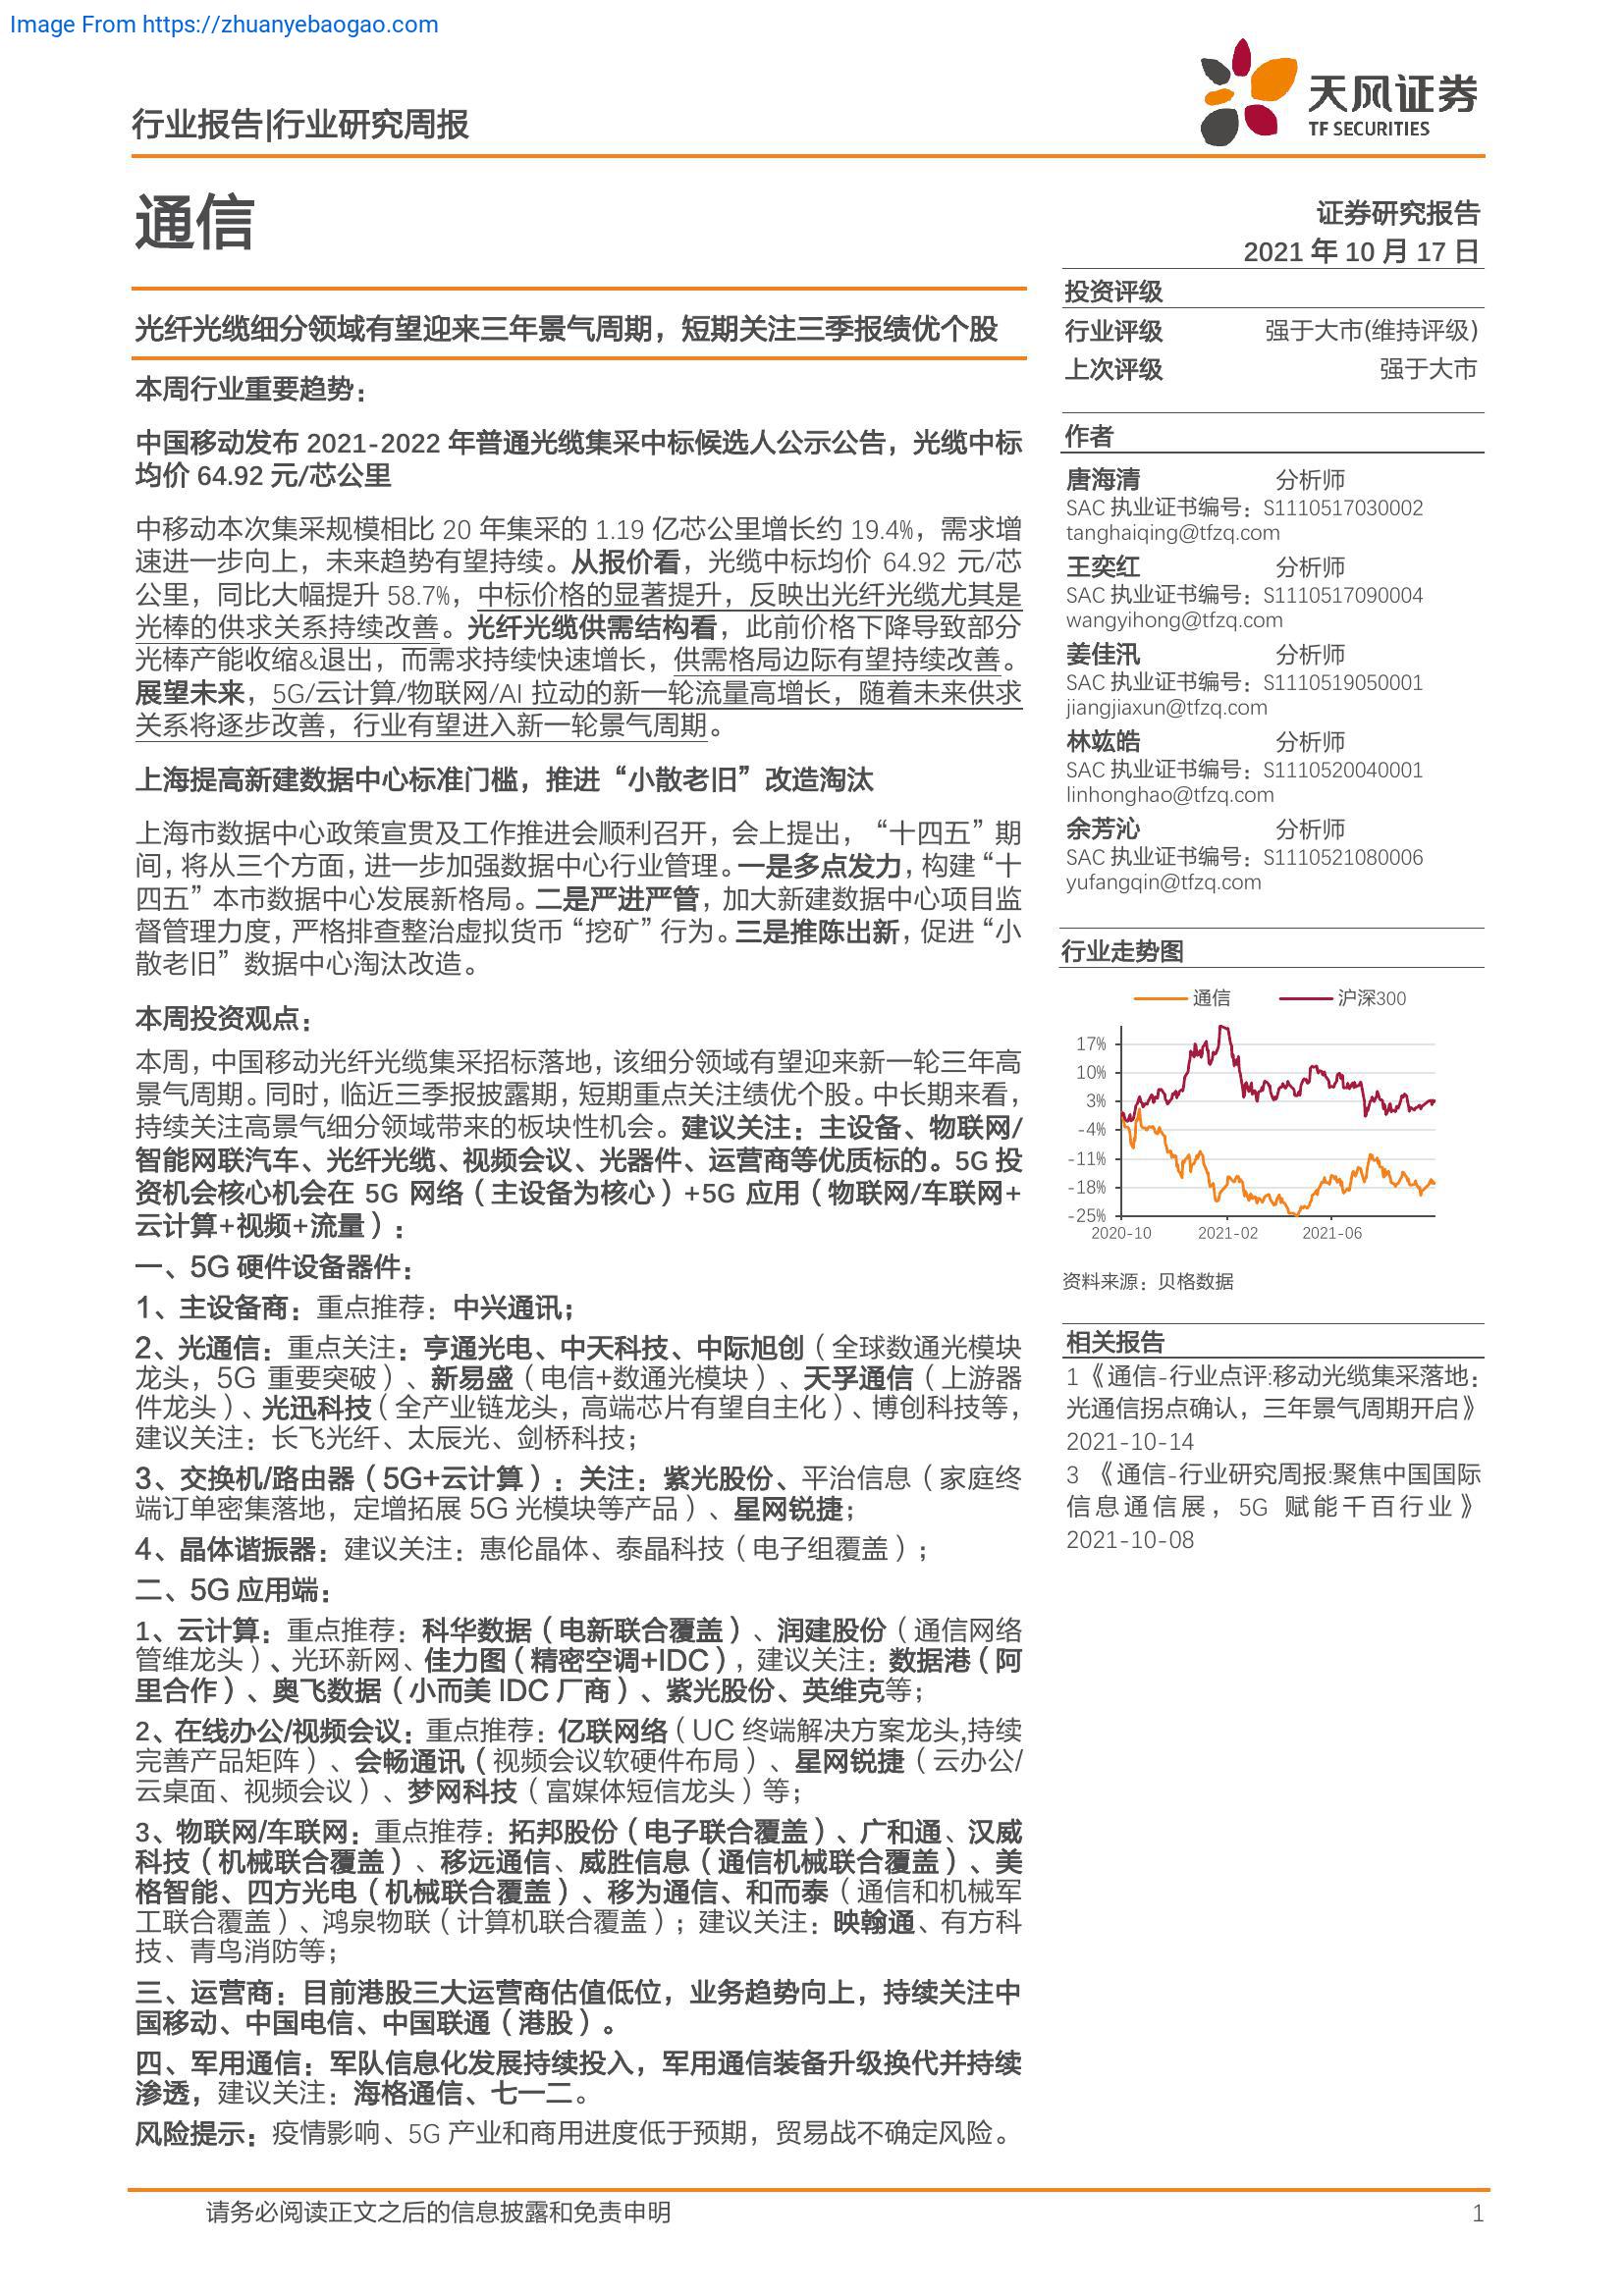 Image From https://zhuanyebaogao.com
天风证券
TF SECURITIES
行业报告|行业研究周报
通信
证券研究报告
2021 年 10 月 17 日
光纤光缆细分领域有望迎来三年景气周期，短期关注三季报绩优个股
本周行业重要趋势：
中国移动发布 2021-2022 年普通光缆集采中标候选人公示公告，光缆中标
均价 64.92 元/芯公里
中移动本次集采规模相比 20 年集采的 1.19 亿芯公里增长约 19.4%，需求增
速进一步向上，未来趋势有望持续。从报价看，光缆中标均价 64.92 元/芯
公里，同比大幅提升 58.7%，中标价格的显著提升，反映出光纤光缆尤其是
光棒的供求关系持续改善。光纤光缆供需结构看，此前价格下降导致部分
光棒产能收缩&退出，而需求持续快速增长，供需格局边际有望持续改善。
展望未来，5G/云计算/物联网/AI 拉动的新一轮流量高增长，随着未来供求
关系将逐步改善，行业有望进入新一轮景气周期。
上海提高新建数据中心标准门槛，推进“小散老旧”改造淘汰
上海市数据中心政策宣贯及工作推进会顺利召开，会上提出，“十四五”期
间，将从三个方面，进一步加强数据中心行业管理。一是多点发力，构建“十
四五”本市数据中心发展新格局。二是严进严管，加大新建数据中心项目监
督管理力度，严格排查整治虚拟货币“挖矿”行为。三是推陈出新，促进“小
散老旧”数据中心淘汰改造。
本周投资观点：
本周，中国移动光纤光缆集采招标落地，该细分领域有望迎来新一轮三年高
景气周期。同时，临近三季报披露期，短期重点关注绩优个股。中长期来看，
持续关注高景气细分领域带来的板块性机会。建议关注：主设备、物联网/
智能网联汽车、光纤光缆、视频会议、光器件、运营商等优质标的。5G 投
资机会核心机会在 5G 网络（主设备为核心）+5G 应用（物联网/车联网+
云计算+视频+流量）：
一、5G 硬件设备器件：
1、主设备商：重点推荐：中兴通讯；
2、光通信：重点关注：亨通光电、中天科技、中际旭创（全球数通光模块
龙头，5G 重要突破）、新易盛（电信+数通光模块）、天孚通信（上游器
件龙头）、光迅科技（全产业链龙头，高端芯片有望自主化）、博创科技等，
建议关注：长飞光纤、太辰光、剑桥科技；
3、交换机/路由器（5G+云计算）：关注：紫光股份、平治信息（家庭终
端订单密集落地，定增拓展 5G 光模块等产品）、星网锐捷；
4、晶体谐振器：建议关注：惠伦晶体、泰晶科技（电子组覆盖）；
二、5G 应用端：
1、云计算：重点推荐：科华数据（电新联合覆盖）、润建股份（通信网络
管维龙头）、光环新网、佳力图（精密空调+IDC），建议关注：数据港（阿
里合作）、奥飞数据（小而美 IDC 厂商）、紫光股份、英维克等；
2、在线办公/视频会议：重点推荐：亿联网络（UC 终端解决方案龙头,持续
完善产品矩阵）、会畅通讯（视频会议软硬件布局）、星网锐捷（云办公/
云桌面、视频会议）、梦网科技（富媒体短信龙头）等；
3、物联网/车联网：重点推荐：拓邦股份（电子联合覆盖）、广和通、汉威
科技（机械联合覆盖）、移远通信、威胜信息（通信机械联合覆盖）、美
格智能、四方光电（机械联合覆盖）、移为通信、和而泰（通信和机械军
工联合覆盖）、鸿泉物联（计算机联合覆盖）；建议关注：映翰通、有方科
技、青鸟消防等；
三、运营商：目前港股三大运营商估值低位，业务趋势向上，持续关注中
国移动、中国电信、中国联通（港股）。
四、军用通信：军队信息化发展持续投入，军用通信装备升级换代并持续
渗透，建议关注：海格通信、七一二。
风险提示：疫情影响、5G 产业和商用进度低于预期，贸易战不确定风险。
投资评级
行业评级 强于大市(维持评级)
上次评级 强于大市
作者
唐海清 分析师
SAC 执业证书编号：S1110517030002
tanghaiqing@tfzq.com
王奕红 分析师
SAC 执业证书编号：S1110517090004
wangyihong@tfzq.com
姜佳汛 分析师
SAC 执业证书编号：S1110519050001
jiangjiaxun@tfzq.com
林竑皓 分析师
SAC 执业证书编号：S1110520040001
linhonghao@tfzq.com
余芳沁 分析师
SAC 执业证书编号：S1110521080006
yufangqin@tfzq.com
行业走势图
通信 沪深300
17%
10%
3%
-4%
-11%
-18%
-25%
2020-10 2021-02 2021-06
资料来源：贝格数据
相关报告
1 《通信-行业点评:移动光缆集采落地：
光通信拐点确认，三年景气周期开启》
2021-10-14
3 《通信-行业研究周报:聚焦中国国际
信息通信展，5G 赋能千百行业》
2021-10-08
请务必阅读正文之后的信息披露和免责申明
1